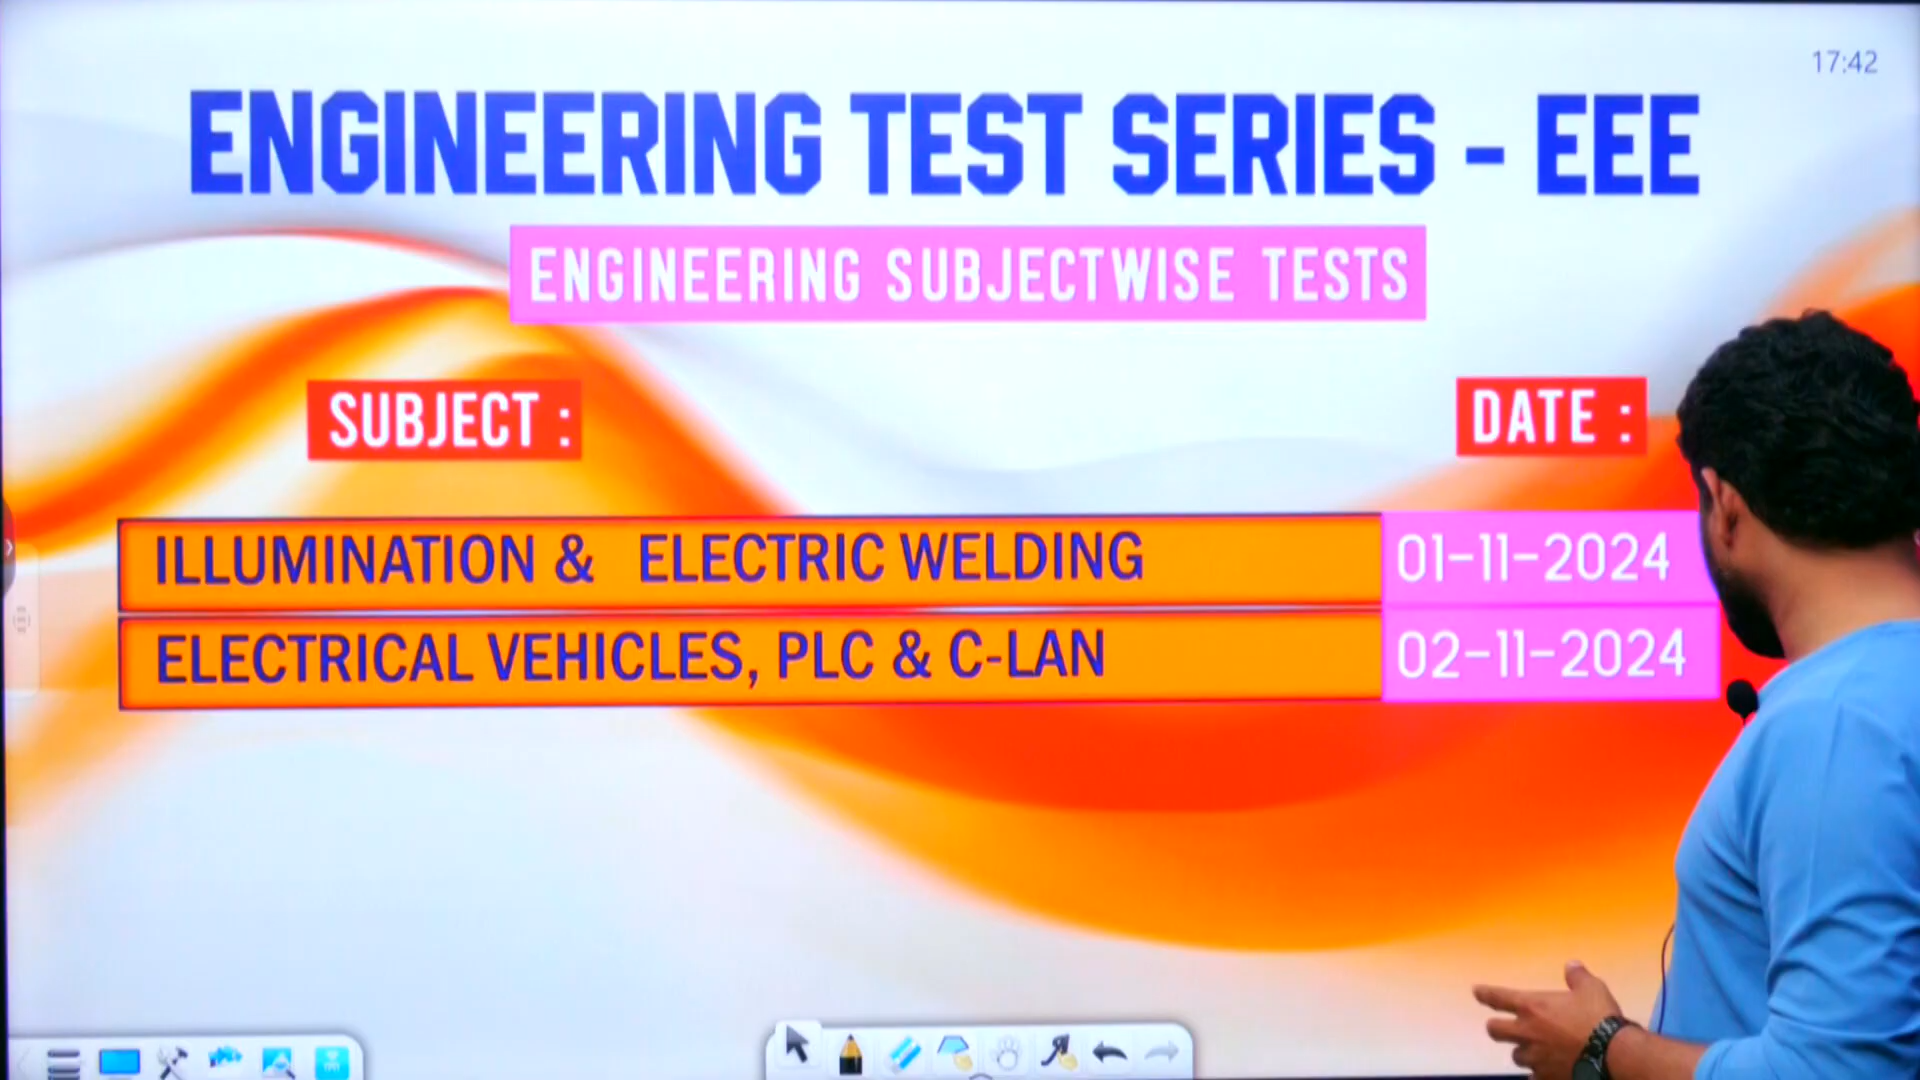 17:42
ENGINEERING TEST SERIES - EEE
ENGINEERING SUBJECTWISE TESTS
SUBJECT : DATE :
ILLUMINATION & ELECTRIC WELDING 01-11-2024
ELECTRICAL VEHICLES, PLC & C-LAN 02-11-2024